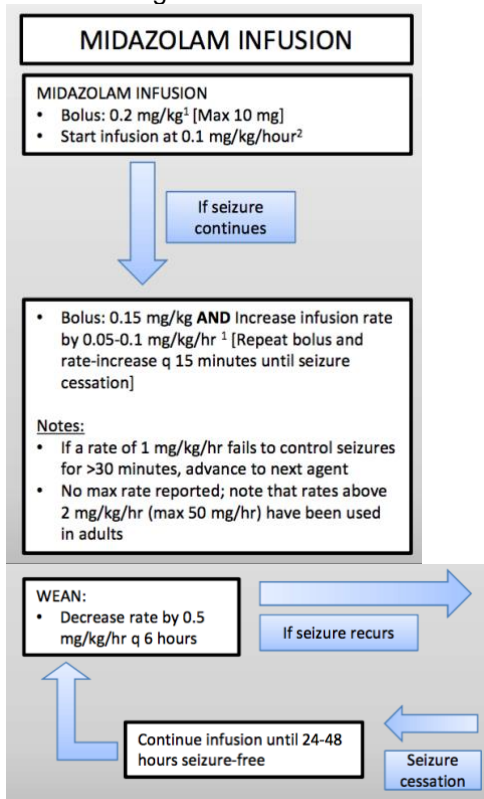 MIDAZOLAM INFUSION
MIDAZOLAM INFUSION
• Bolus: 0.2 mg/kg¹ [Max 10 mg]
• Start infusion at 0.1 mg/kg/hour²
If seizure
continues
• Bolus: 0.15 mg/kg AND Increase infusion rate
by 0.05-0.1 mg/kg/hr ¹ [Repeat bolus and
rate-increase q 15 minutes until seizure
cessation]
Notes:
• If a rate of 1 mg/kg/hr fails to control seizures
for >30 minutes, advance to next agent
• No max rate reported; note that rates above
2 mg/kg/hr (max 50 mg/hr) have been used
in adults
WEAN:
• Decrease rate by 0.5
mg/kg/hr q 6 hours
If seizure recurs
Continue infusion until 24-48
hours seizure-free
Seizure
cessation